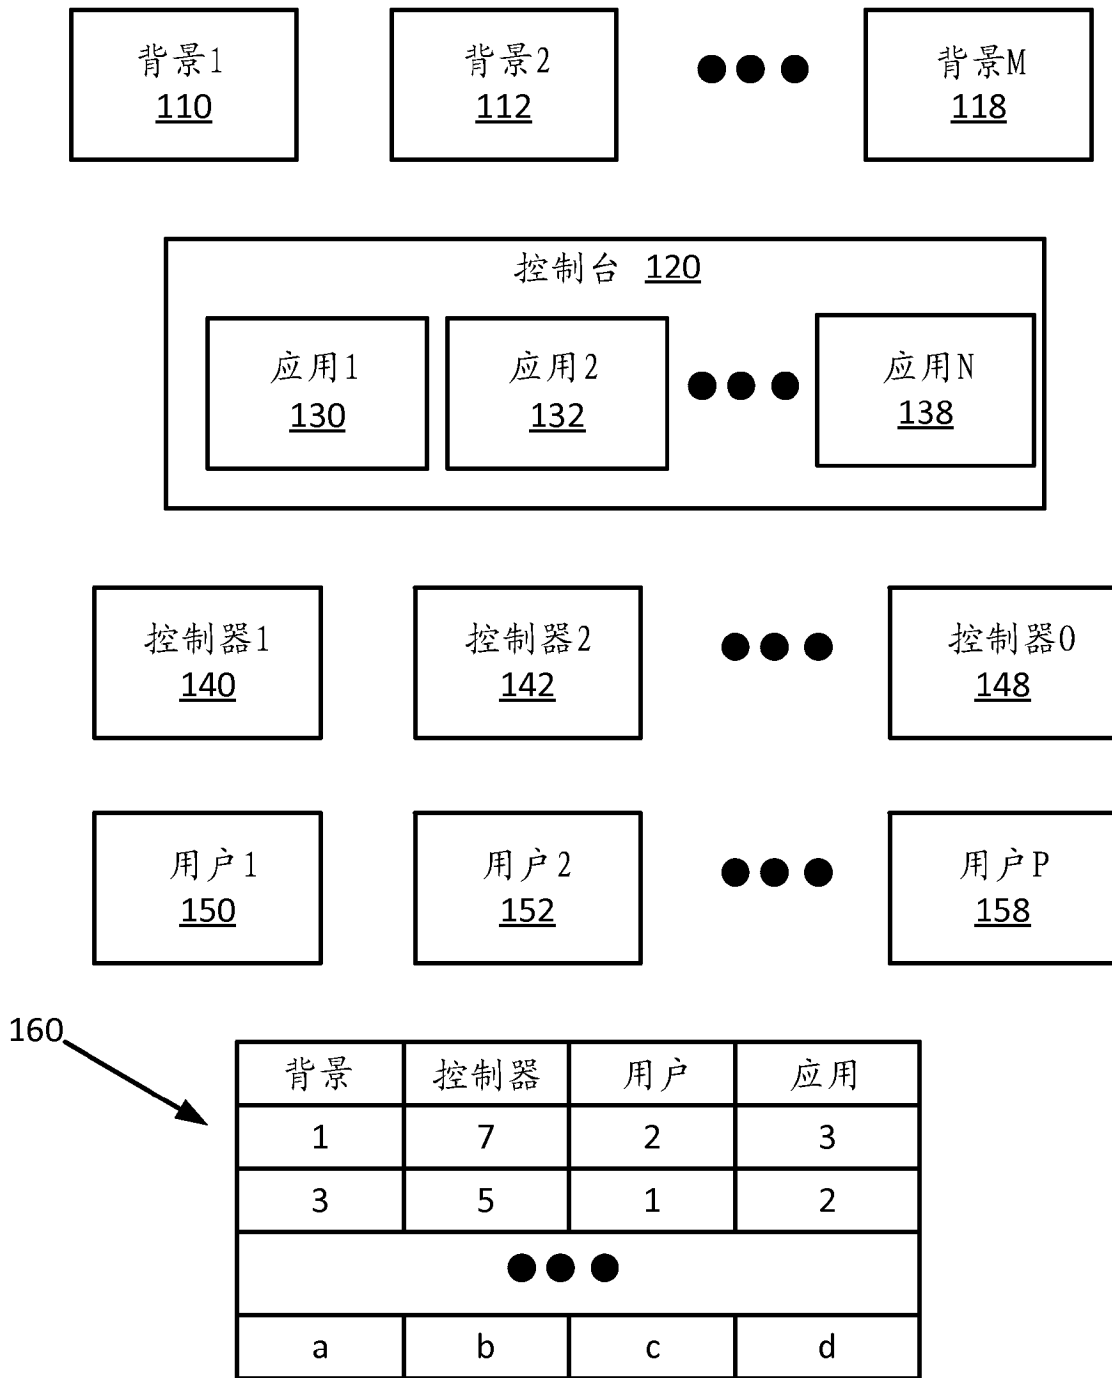 背景1 背景2 背景M
110 112 118
控制台 120
应用1 应用2 应用N
130 132 138
控制器1 控制器2 控制器O
140 142 148
用户1 用户2 用户P
150 152 158
160
背景 控制器 用户 应用
1 7 2 3
3 5 1 2
a b c d